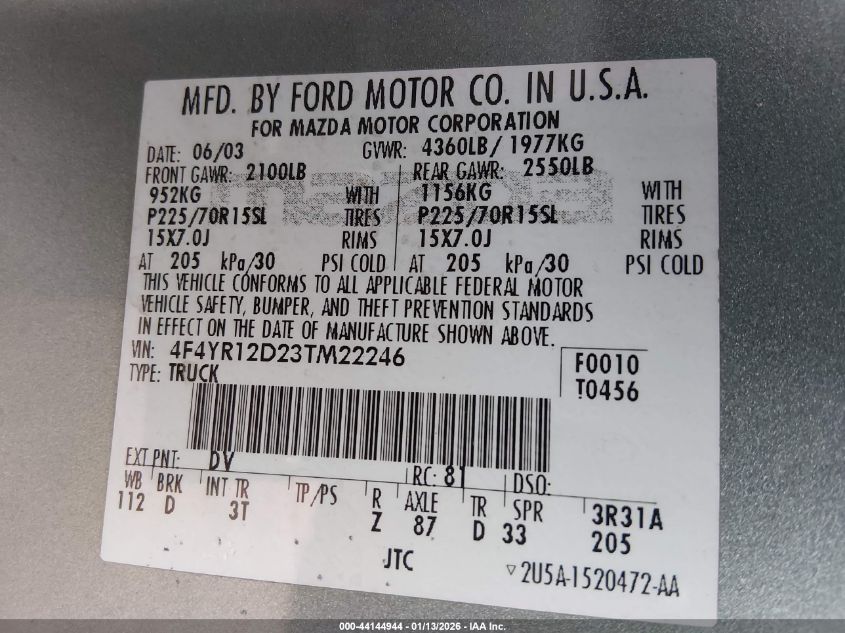 MFD. BY FORD MOTOR CO. IN U.S.A.
FOR MAZDA MOTOR CORPORATION
DATE: 06/03 GVWR: 4360LB/ 1977KG
FRONT GAWR: 2100LB REAR GAWR: 2550LB
952KG WITH 1156KG WITH
P225/70R15SL TIRES P225/70R15SL TIRES
15X7.0J RIMS 15X7.0J RIMS
AT 205 kPa/30 PSI COLD AT 205 kPa/30 PSI COLD
mazda
THIS VEHICLE CONFORMS TO ALL APPLICABLE FEDERAL MOTOR
VEHICLE SAFETY, BUMPER, AND THEFT PREVENTION STANDARDS
IN EFFECT ON THE DATE OF MANUFACTURE SHOWN ABOVE.
VIN: 4F4YR12D23TM22246 F0010
TYPE: TRUCK T0456
EXT PNT: DV RC: 81 DSO:
WB BRK INT TR TP/PS R AXLE TR SPR
112 D 3T Z 87 D 33 3R31A
205
JTC
▽2U5A-1520472-AA
000-44144944 - 01/13/2026 - IAA Inc.